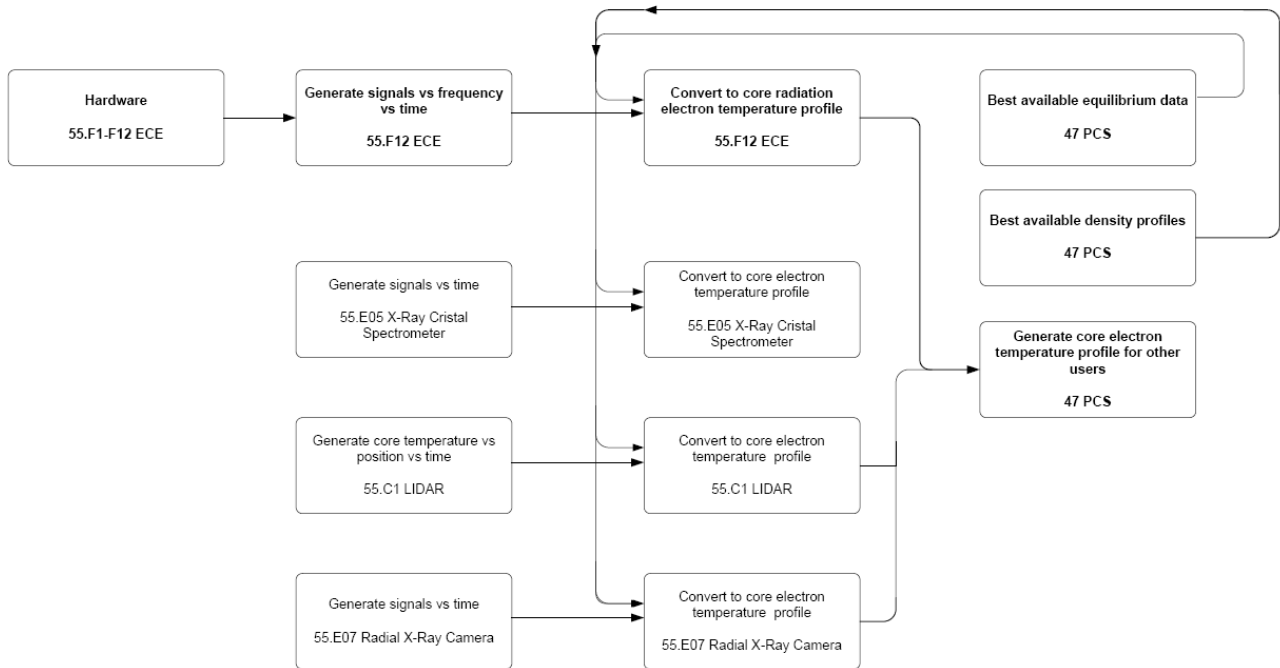 Hardware
55.F1-F12 ECE
Generate signals vs frequency
vs time
55.F12 ECE
Convert to core radiation
electron temperature profile
55.F12 ECE
Best available equilibrium data
47 PCS
Best available density profiles
47 PCS
Generate signals vs time
55.E05 X-Ray Cristal
Spectrometer
Convert to core electron
temperature profile
55.E05 X-Ray Cristal
Spectrometer
Generate core electron
temperature profile for other
users
47 PCS
Generate core temperature vs
position vs time
55.C1 LIDAR
Convert to core electron
temperature profile
55.C1 LIDAR
Generate signals vs time
55.E07 Radial X-Ray Camera
Convert to core electron
temperature profile
55.E07 Radial X-Ray Camera